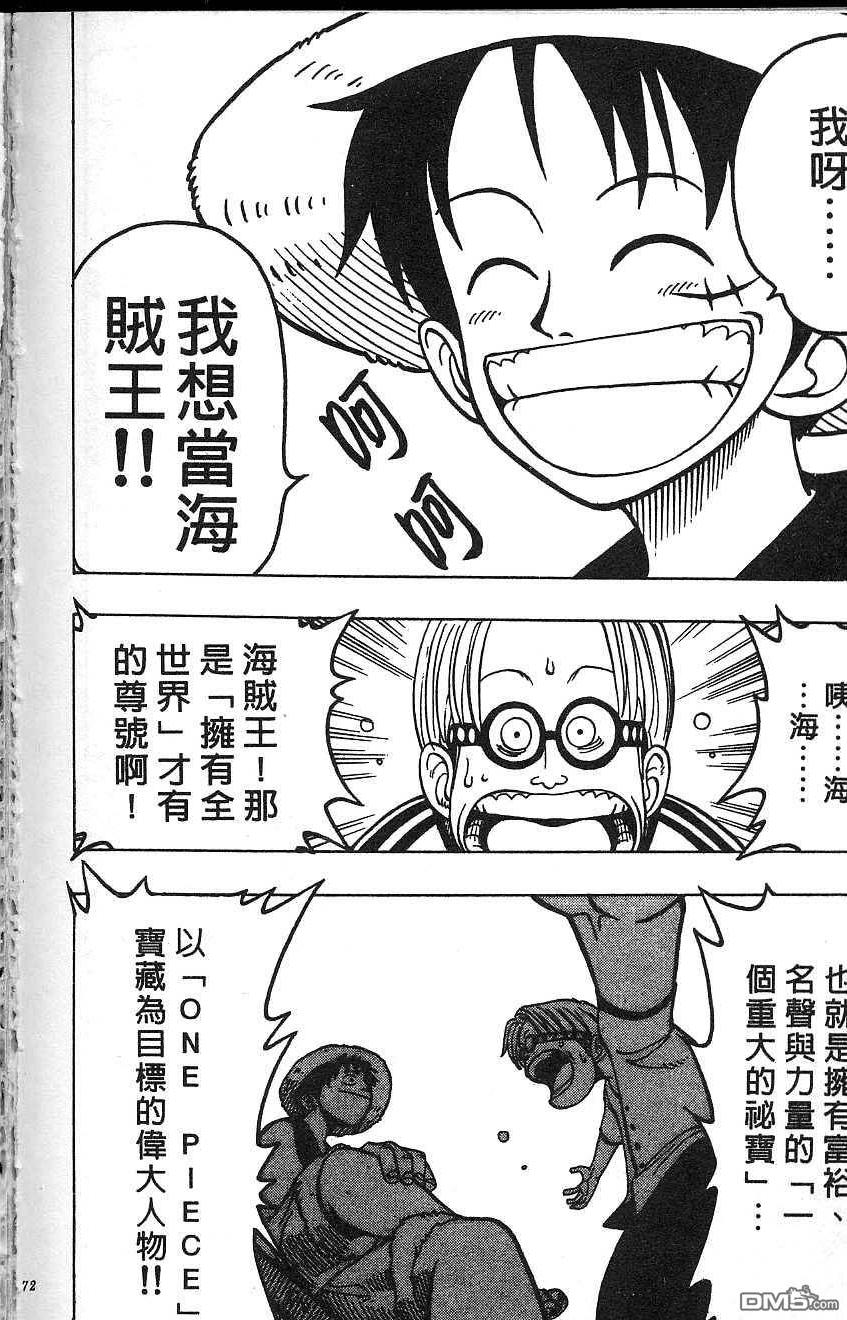 我呀……
我想當海
賊王!!
呵
呵
咦……海
…海……
海賊王！那
是「擁有全
世界」才有
的尊號啊！
也就是擁有富裕、
名聲與力量的「一
個重大的祕寶」…
以「ONE PIECE」
寶藏為目標的偉大人物!!
72
DM5.com